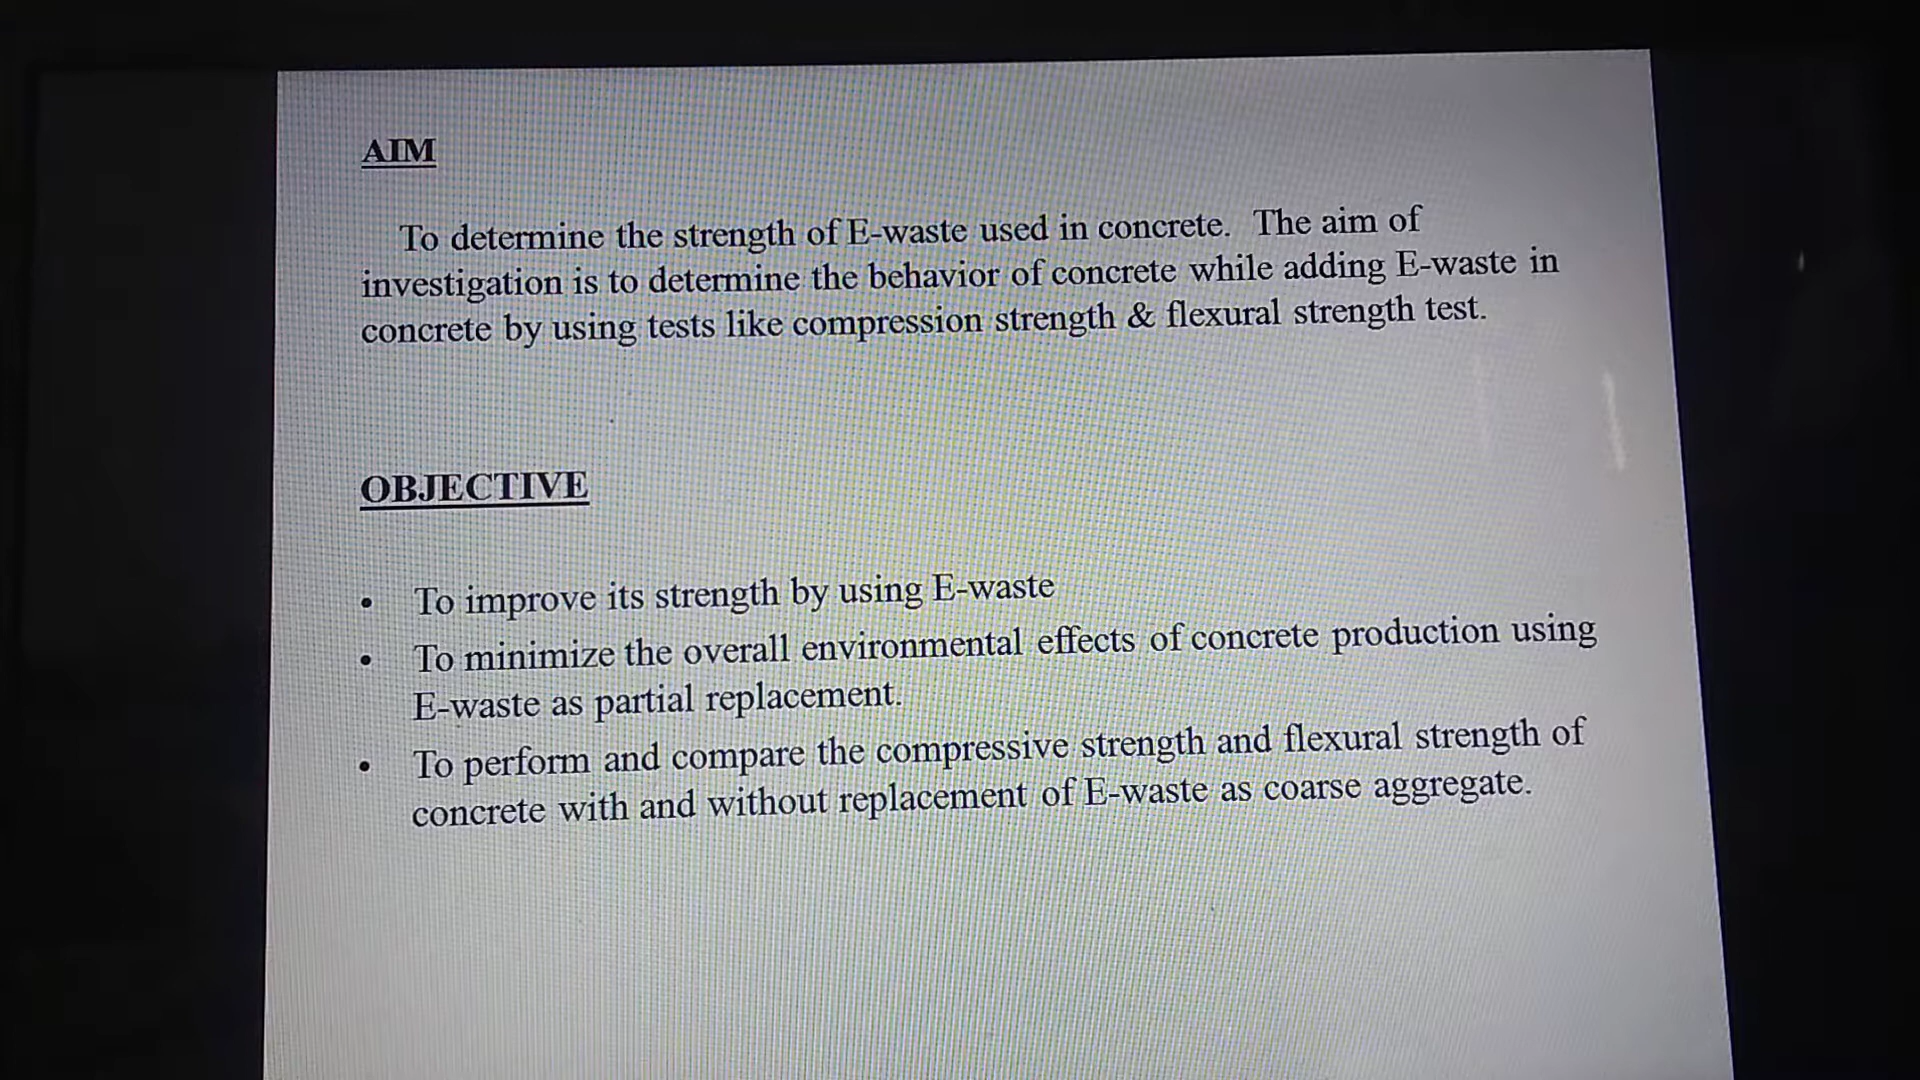 AIM
To determine the strength of E-waste used in concrete. The aim of
investigation is to determine the behavior of concrete while adding E-waste in
concrete by using tests like compression strength & flexural strength test.
OBJECTIVE
• To improve its strength by using E-waste
• To minimize the overall environmental effects of concrete production using
E-waste as partial replacement.
• To perform and compare the compressive strength and flexural strength of
concrete with and without replacement of E-waste as coarse aggregate.